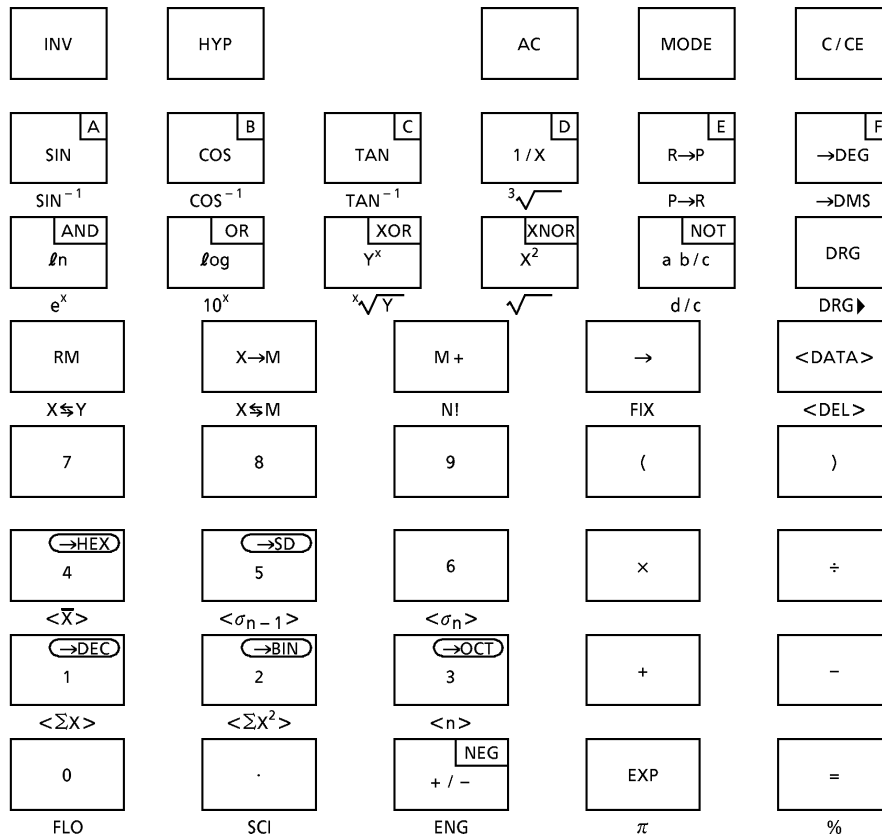 INV HYP AC MODE C/CE
A B C D E F
SIN COS TAN 1/X R→P →DEG
SIN⁻¹ COS⁻¹ TAN⁻¹ ³√ P→R →DMS
AND OR XOR XNOR NOT
ℓn ℓog Yˣ X² a b/c DRG
eˣ 10ˣ ˣ√Y √ d/c DRG▶
RM X→M M+ → <DATA>
X⇆Y X⇆M N! FIX <DEL>
7 8 9 ( )
→HEX →SD
4 5 6 × ÷
<X̅> <σn−1> <σn>
→DEC →BIN →OCT
1 2 3 + −
<ΣX> <ΣX²> <n>
NEG
0 · +/− EXP =
FLO SCI ENG π %